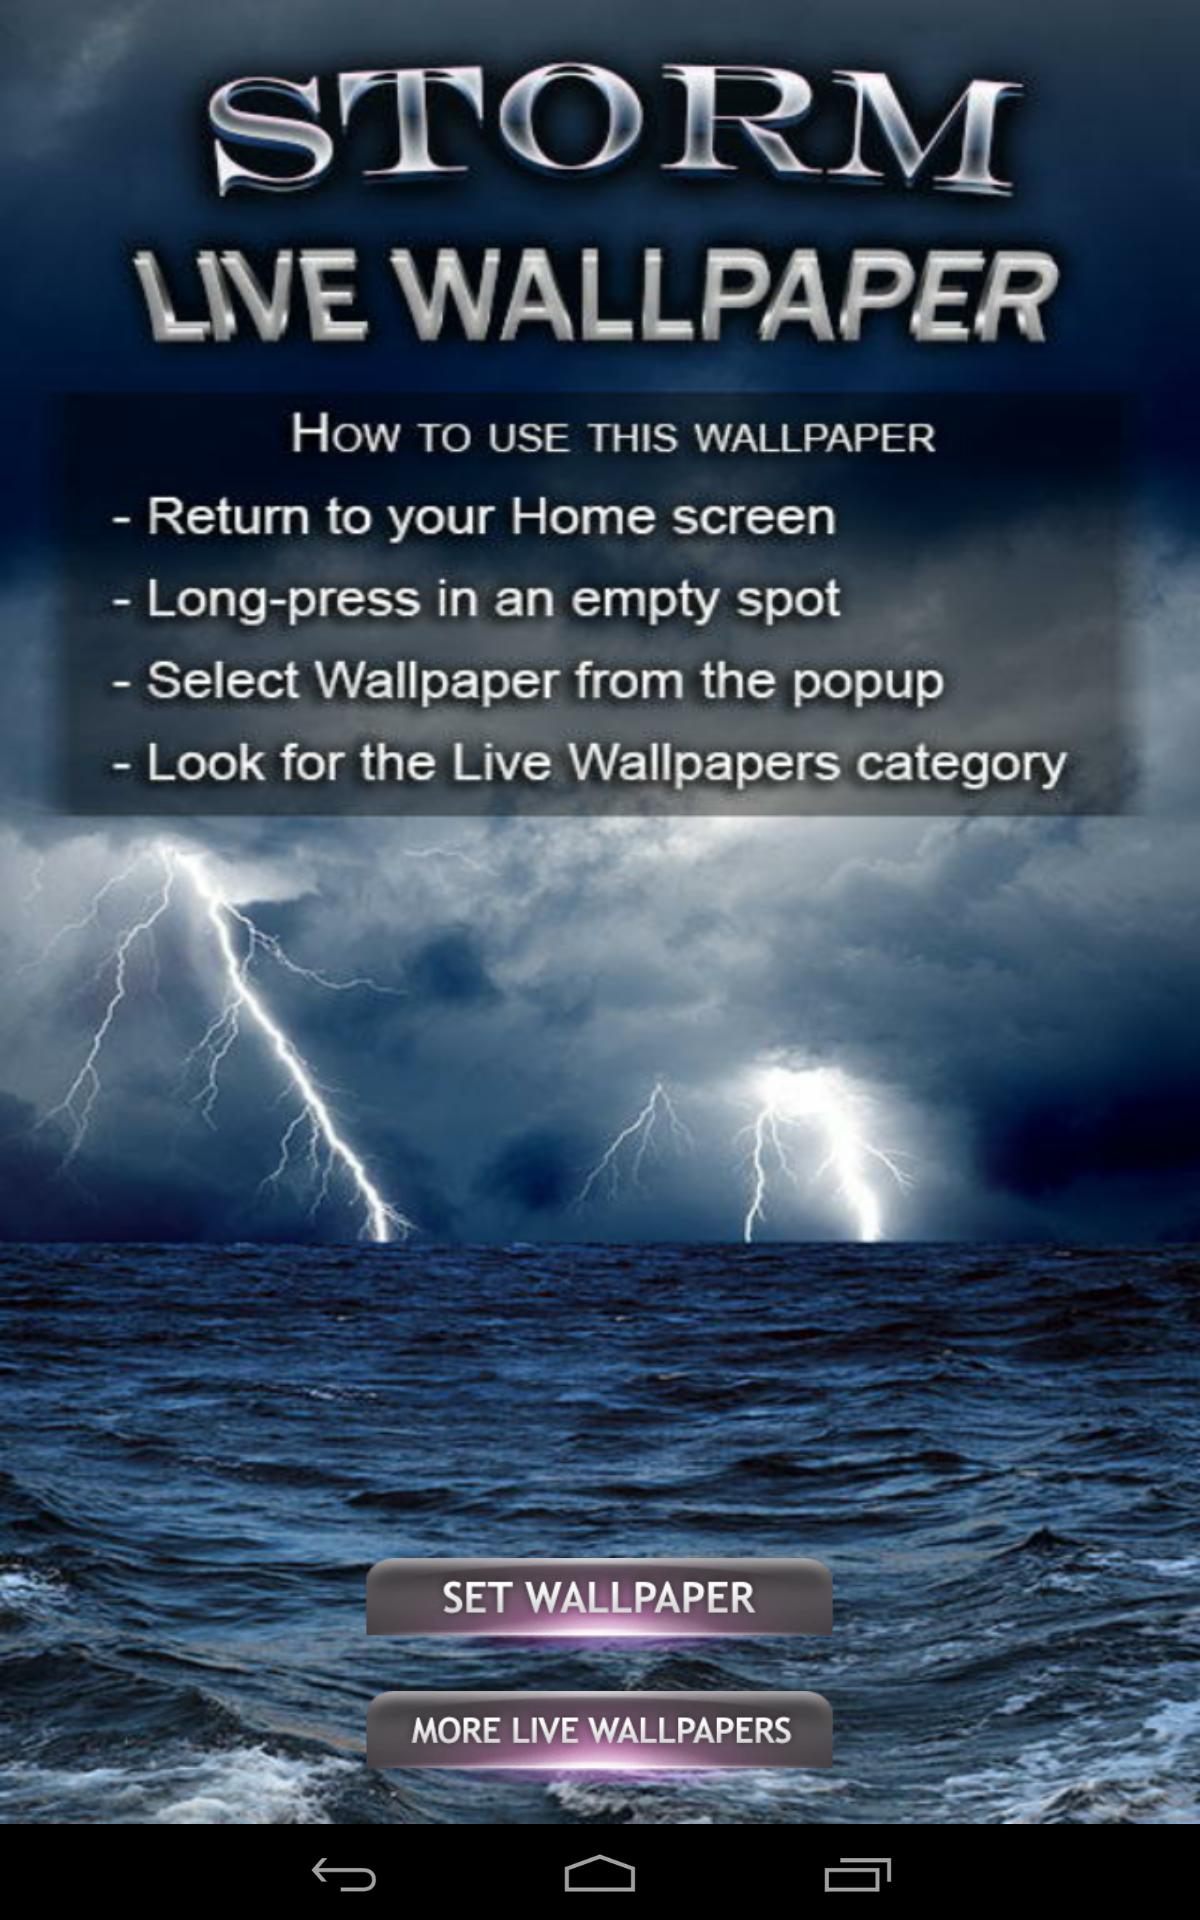 STORM
LIVE WALLPAPER
How to use this wallpaper
- Return to your Home screen
- Long-press in an empty spot
- Select Wallpaper from the popup
- Look for the Live Wallpapers category
SET WALLPAPER
MORE LIVE WALLPAPERS